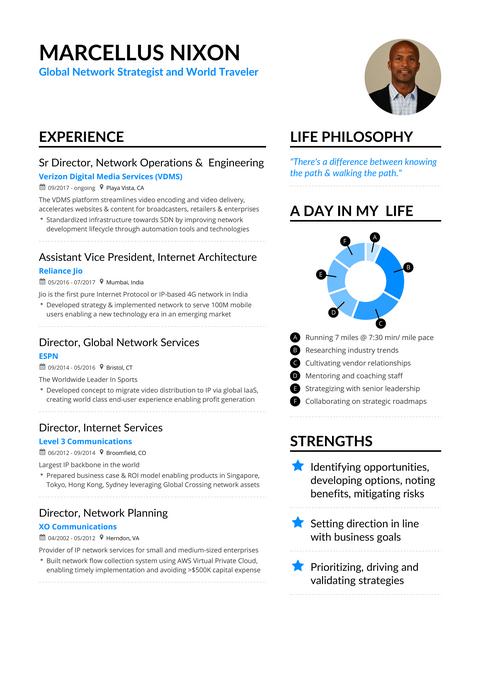 MARCELLUS NIXON
Global Network Strategist and World Traveler
EXPERIENCE
Sr Director, Network Operations & Engineering
Verizon Digital Media Services (VDMS)
09/2017 - ongoing Playa Vista, CA
The VDMS platform streamlines video encoding and video delivery,
accelerates websites & content for broadcasters, retailers & enterprises
• Standardized infrastructure towards SDN by improving network
development lifecycle through automation tools and technologies
Assistant Vice President, Internet Architecture
Reliance Jio
05/2016 - 07/2017 Mumbai, India
Jio is the first pure Internet Protocol or IP-based 4G network in India
• Developed strategy & implemented network to serve 100M mobile
users enabling a new technology era in an emerging market
Director, Global Network Services
ESPN
09/2014 - 05/2016 Bristol, CT
The Worldwide Leader In Sports
• Developed concept to migrate video distribution to IP via global IaaS,
creating world class end-user experience enabling profit generation
Director, Internet Services
Level 3 Communications
06/2012 - 09/2014 Broomfield, CO
Largest IP backbone in the world
• Prepared business case & ROI model enabling products in Singapore,
Tokyo, Hong Kong, Sydney leveraging Global Crossing network assets
Director, Network Planning
XO Communications
04/2002 - 05/2012 Herndon, VA
Provider of IP network services for small and medium-sized enterprises
• Built network flow collection system using AWS Virtual Private Cloud,
enabling timely implementation and avoiding >$500K capital expense
LIFE PHILOSOPHY
"There's a difference between knowing
the path & walking the path."
A DAY IN MY LIFE
A
B
C
D
E
F
A Running 7 miles @ 7:30 min/ mile pace
B Researching industry trends
C Cultivating vendor relationships
D Mentoring and coaching staff
E Strategizing with senior leadership
F Collaborating on strategic roadmaps
STRENGTHS
Identifying opportunities,
developing options, noting
benefits, mitigating risks
Setting direction in line
with business goals
Prioritizing, driving and
validating strategies